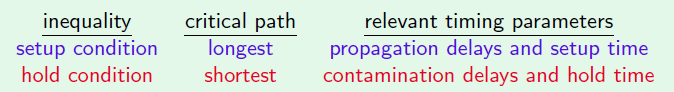 inequality critical path relevant timing parameters
setup condition longest propagation delays and setup time
hold condition shortest contamination delays and hold time